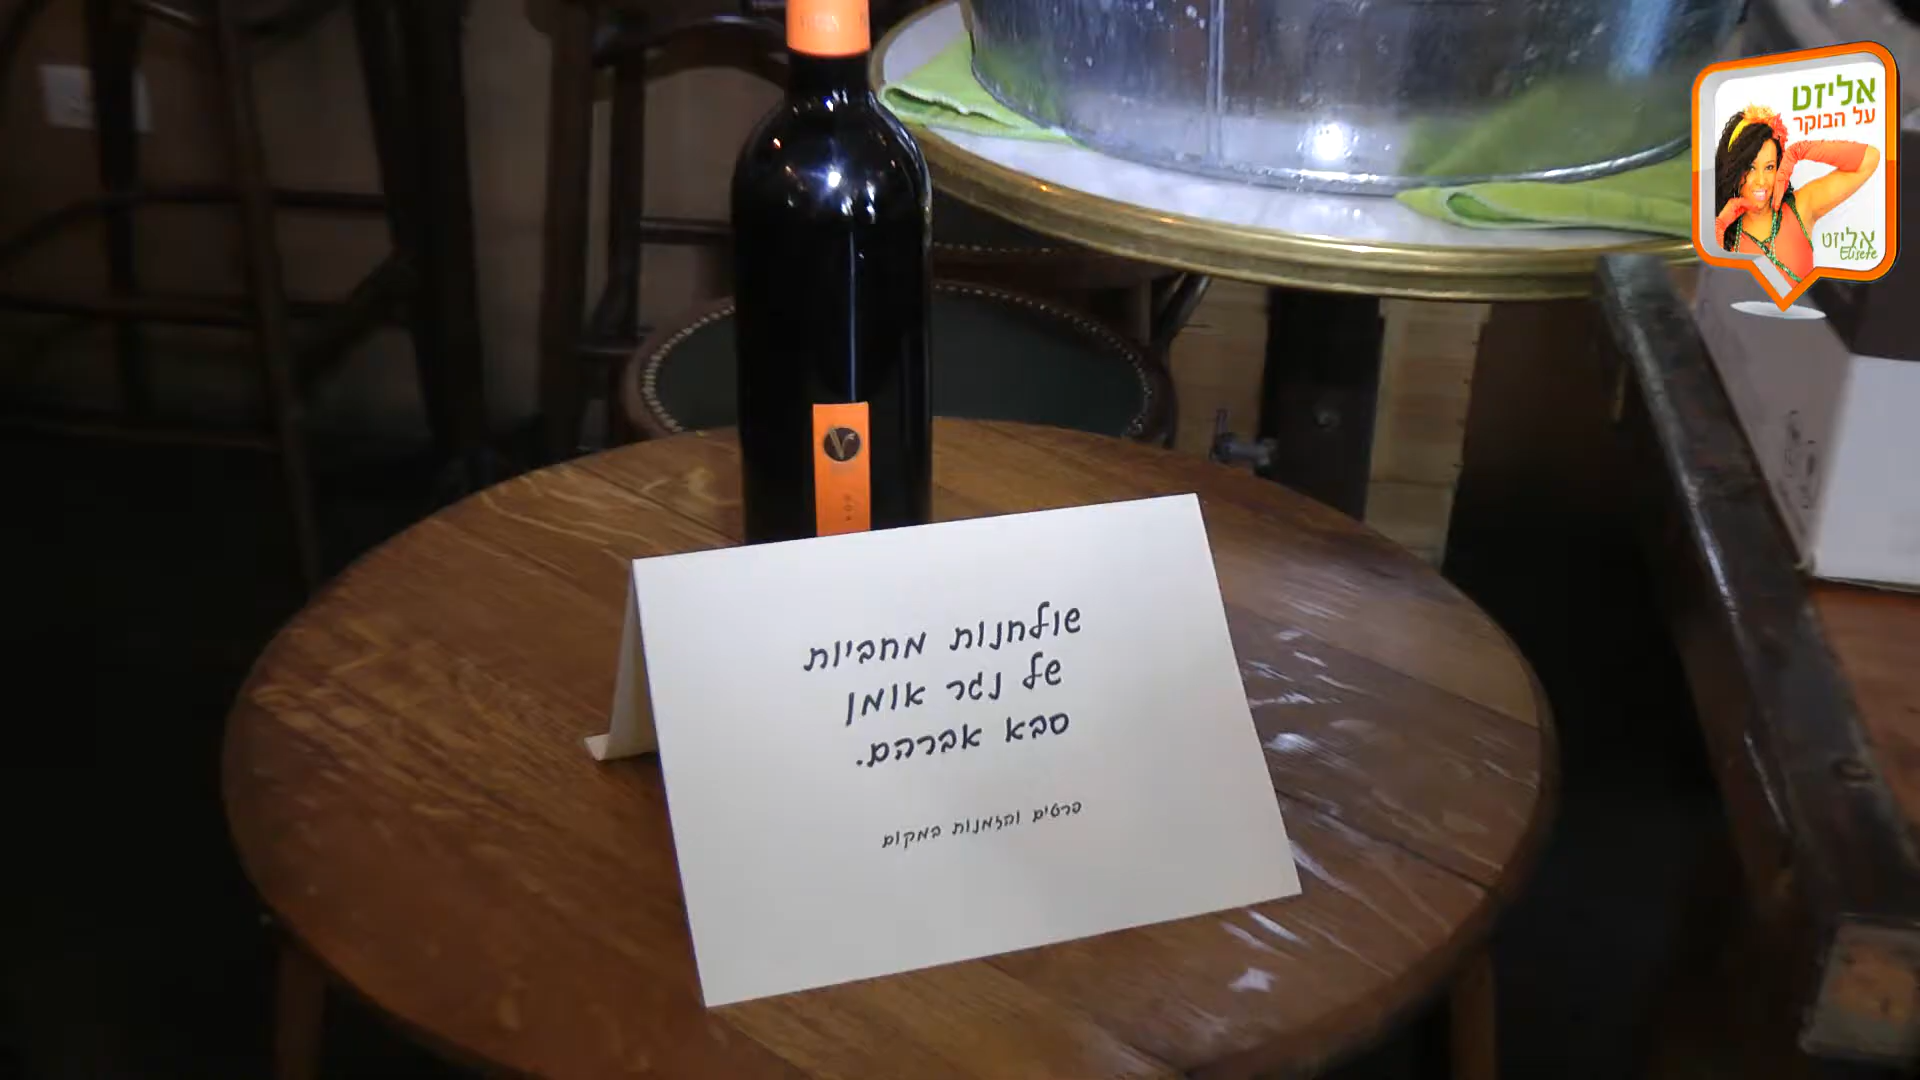 שולחנות מחביות
של נגר אומן
סבא אברהם.
פרטים והזמנות במקום
אליזט
על הבוקר
אליזט
Elisete